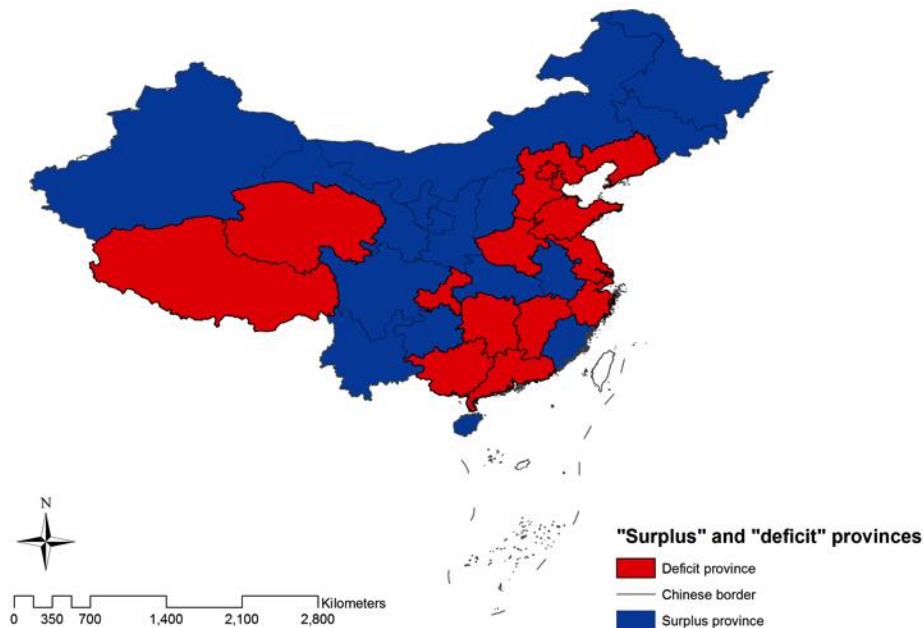 N
Kilometers
0 350 700 1,400 2,100 2,800
"Surplus" and "deficit" provinces
Deficit province
Chinese border
Surplus province